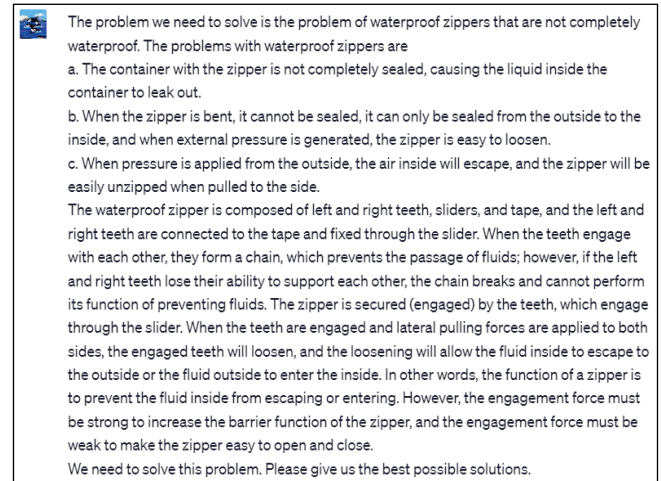 The problem we need to solve is the problem of waterproof zippers that are not completely
waterproof. The problems with waterproof zippers are
a. The container with the zipper is not completely sealed, causing the liquid inside the
container to leak out.
b. When the zipper is bent, it cannot be sealed, it can only be sealed from the outside to the
inside, and when external pressure is generated, the zipper is easy to loosen.
c. When pressure is applied from the outside, the air inside will escape, and the zipper will be
easily unzipped when pulled to the side.
The waterproof zipper is composed of left and right teeth, sliders, and tape, and the left and
right teeth are connected to the tape and fixed through the slider. When the teeth engage
with each other, they form a chain, which prevents the passage of fluids; however, if the left
and right teeth lose their ability to support each other, the chain breaks and cannot perform
its function of preventing fluids. The zipper is secured (engaged) by the teeth, which engage
through the slider. When the teeth are engaged and lateral pulling forces are applied to both
sides, the engaged teeth will loosen, and the loosening will allow the fluid inside to escape to
the outside or the fluid outside to enter the inside. In other words, the function of a zipper is
to prevent the fluid inside from escaping or entering. However, the engagement force must
be strong to increase the barrier function of the zipper, and the engagement force must be
weak to make the zipper easy to open and close.
We need to solve this problem. Please give us the best possible solutions.